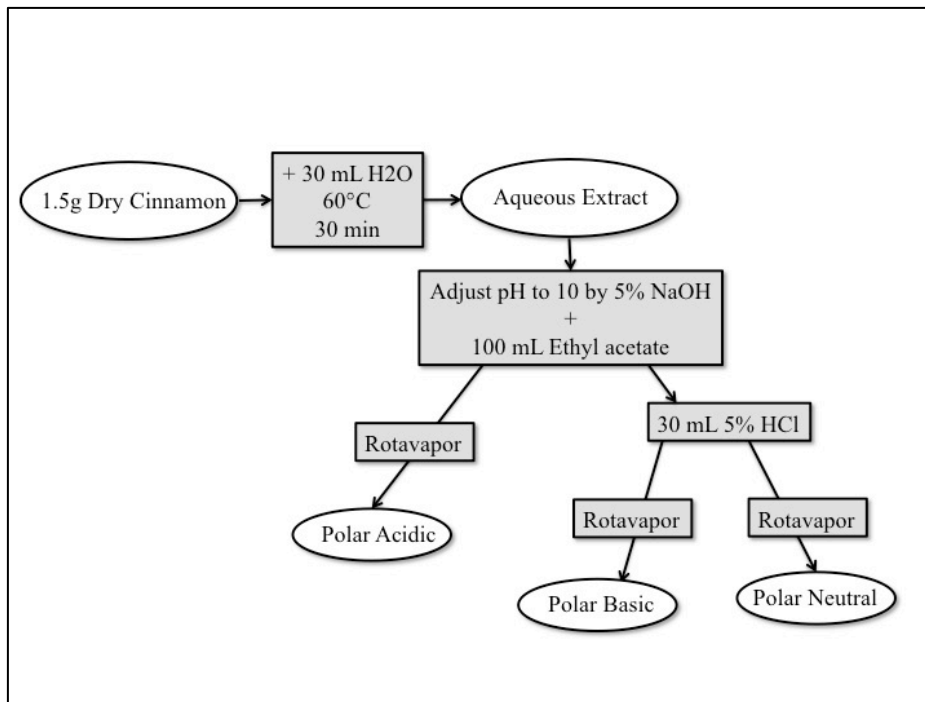 1.5g Dry Cinnamon
+ 30 mL H2O
60°C
30 min
Aqueous Extract
Adjust pH to 10 by 5% NaOH
+
100 mL Ethyl acetate
30 mL 5% HCl
Rotavapor
Polar Acidic
Rotavapor
Rotavapor
Polar Basic
Polar Neutral